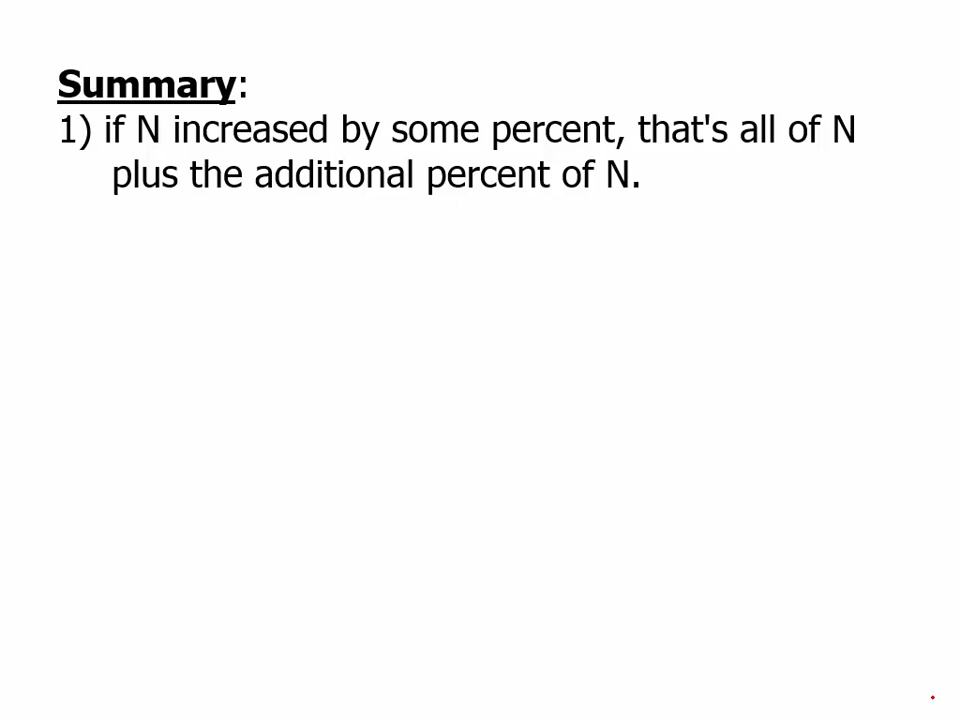 Summary:
1) if N increased by some percent, that's all of N
plus the additional percent of N.